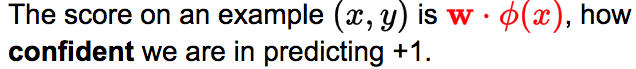 The score on an example (x, y) is w · ϕ(x), how
confident we are in predicting +1.